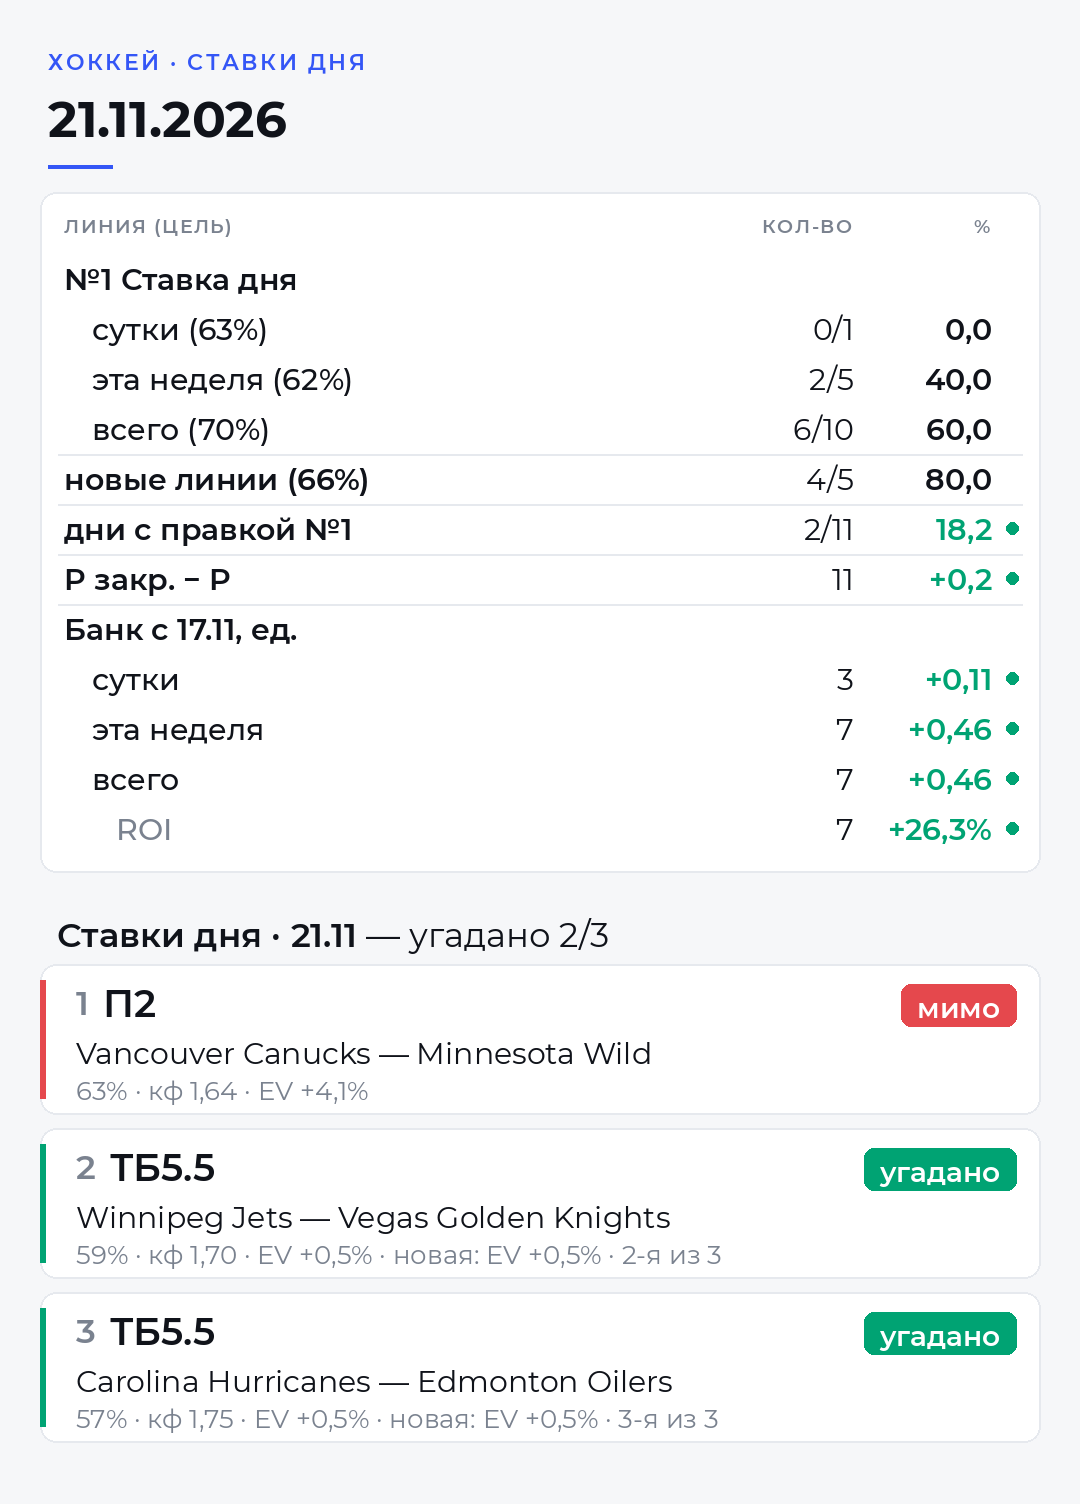 ХОККЕЙ · СТАВКИ ДНЯ
21.11.2026
ЛИНИЯ (ЦЕЛЬ) КОЛ-ВО %
№1 Ставка дня
сутки (63%) 0/1 0,0
эта неделя (62%) 2/5 40,0
всего (70%) 6/10 60,0
новые линии (66%) 4/5 80,0
дни с правкой №1 2/11 18,2
Р закр. − Р 11 +0,2
Банк с 17.11, ед.
сутки 3 +0,11
эта неделя 7 +0,46
всего 7 +0,46
ROI 7 +26,3%
Ставки дня · 21.11 — угадано 2/3
1 П2 мимо
Vancouver Canucks — Minnesota Wild
63% · кф 1,64 · EV +4,1%
2 ТБ5.5 угадано
Winnipeg Jets — Vegas Golden Knights
59% · кф 1,70 · EV +0,5% · новая: EV +0,5% · 2-я из 3
3 ТБ5.5 угадано
Carolina Hurricanes — Edmonton Oilers
57% · кф 1,75 · EV +0,5% · новая: EV +0,5% · 3-я из 3